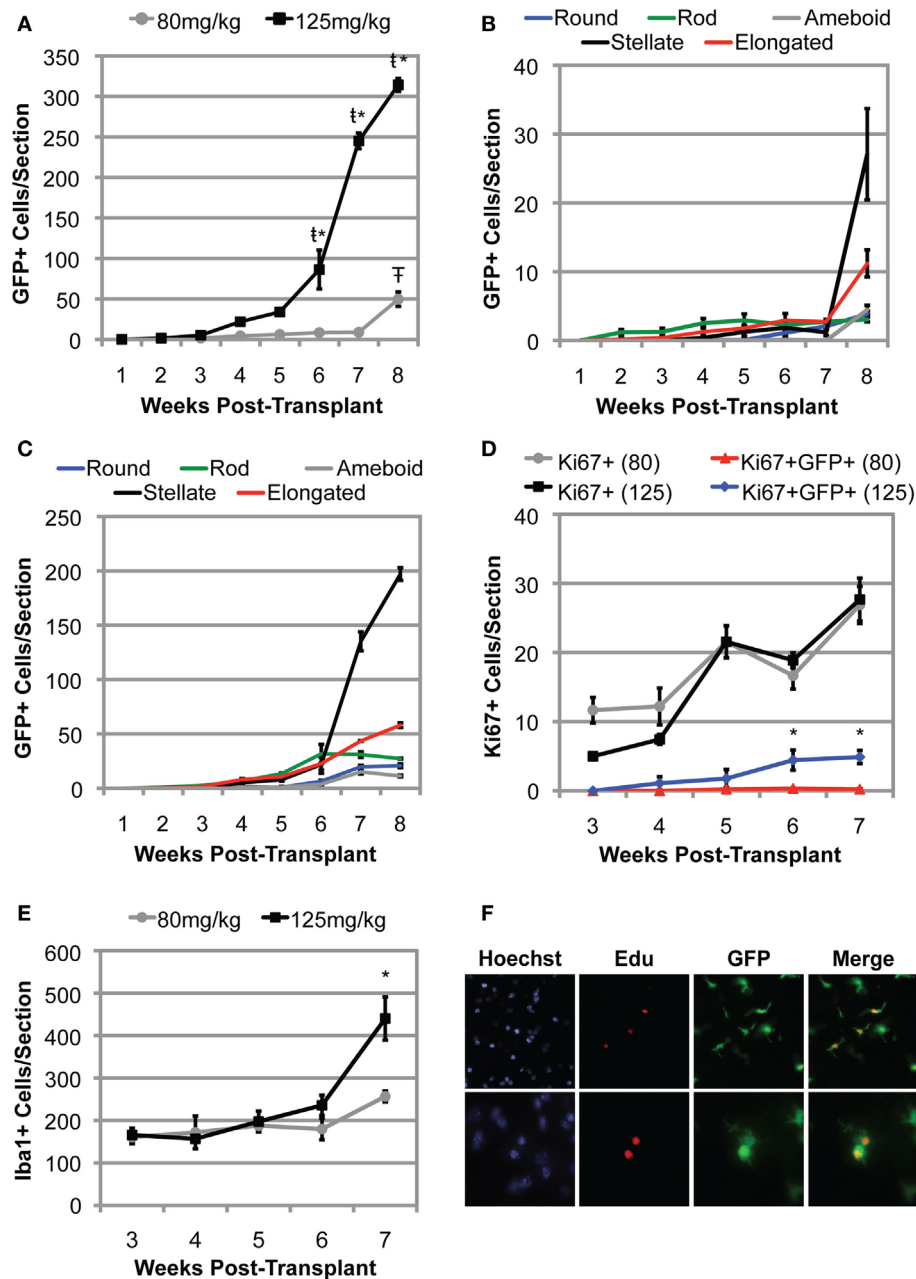 A
80mg/kg 125mg/kg
GFP+ Cells/Section
350
300
250
200
150
100
50
0
ŧ*
ŧ*
ŧ*
Ŧ
1 2 3 4 5 6 7 8
Weeks Post-Transplant
B
Round Rod Ameboid
Stellate Elongated
GFP+ Cells/Section
40
30
20
10
0
1 2 3 4 5 6 7 8
Weeks Post-Transplant
C
Round Rod Ameboid
Stellate Elongated
GFP+ Cells/Section
250
200
150
100
50
0
1 2 3 4 5 6 7 8
Weeks Post-Transplant
D
Ki67+ (80) Ki67+GFP+ (80)
Ki67+ (125) Ki67+GFP+ (125)
Ki67+ Cells/Section
40
30
20
10
0
* *
3 4 5 6 7
Weeks Post-Transplant
E
80mg/kg 125mg/kg
Iba1+ Cells/Section
600
500
400
300
200
100
0
*
3 4 5 6 7
Weeks Post-Transplant
F
Hoechst Edu GFP Merge